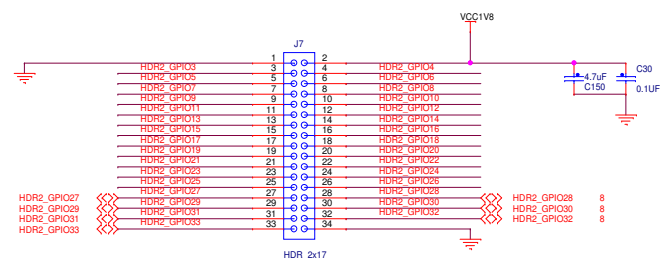 VCC1V8
J7
1 2
HDR2_GPIO3 3 4 HDR2_GPIO4
HDR2_GPIO5 5 6 HDR2_GPIO6
HDR2_GPIO7 7 8 HDR2_GPIO8
HDR2_GPIO9 9 10 HDR2_GPIO10
HDR2_GPIO11 11 12 HDR2_GPIO12
HDR2_GPIO13 13 14 HDR2_GPIO14
HDR2_GPIO15 15 16 HDR2_GPIO16
HDR2_GPIO17 17 18 HDR2_GPIO18
HDR2_GPIO19 19 20 HDR2_GPIO20
HDR2_GPIO21 21 22 HDR2_GPIO22
HDR2_GPIO23 23 24 HDR2_GPIO24
HDR2_GPIO25 25 26 HDR2_GPIO26
HDR2_GPIO27 HDR2_GPIO27 27 28 HDR2_GPIO28 HDR2_GPIO28 8
HDR2_GPIO29 HDR2_GPIO29 29 30 HDR2_GPIO30 HDR2_GPIO30 8
HDR2_GPIO31 HDR2_GPIO31 31 32 HDR2_GPIO32 HDR2_GPIO32 8
HDR2_GPIO33 HDR2_GPIO33 33 34
HDR 2x17
4.7uF
C150
C30
0.1UF